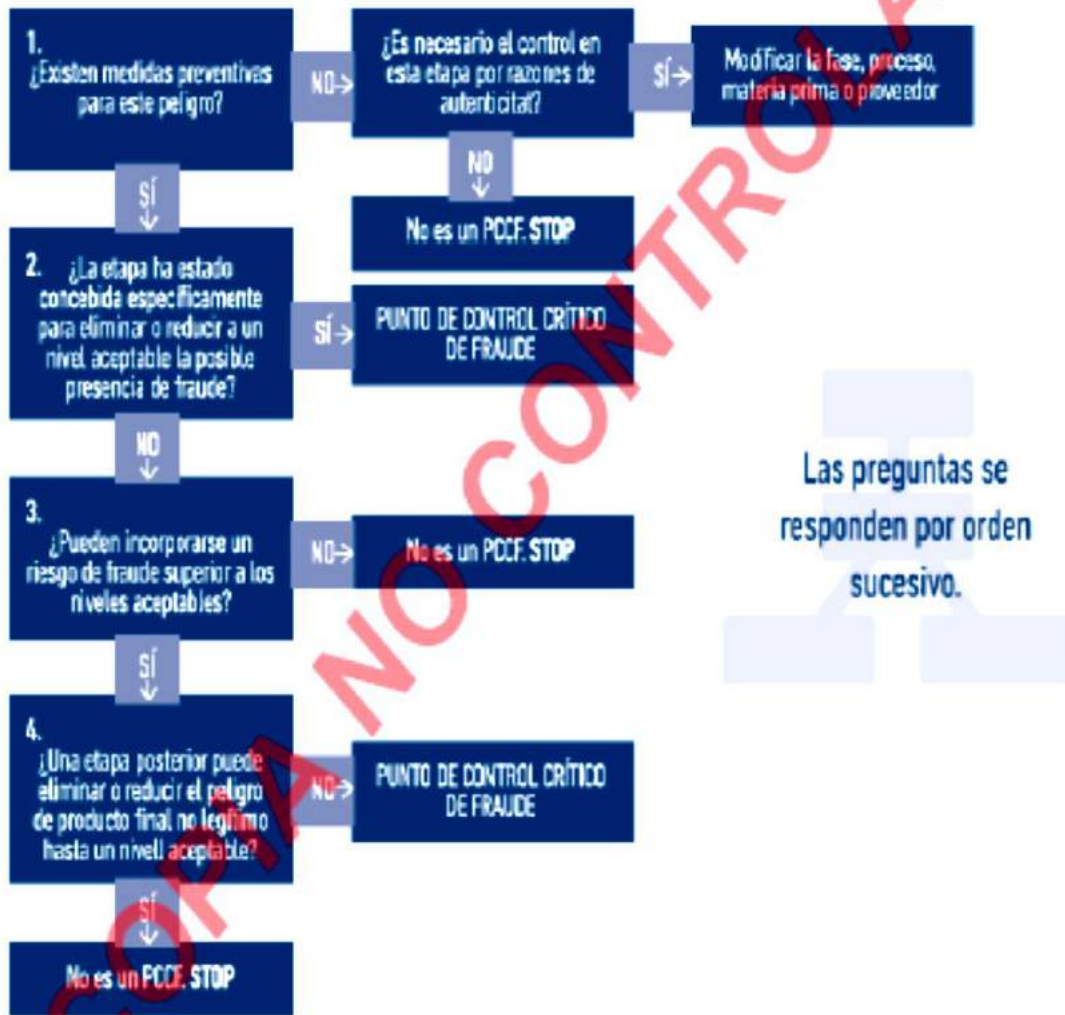 1.
¿Existen medidas preventivas
para este peligro?
NO→
¿Es necesario el control en
esta etapa por razones de
autenticitat?
SÍ→
Modificar la fase, proceso,
materia prima o proveedor
NO
↓
No es un PCCF. STOP
SÍ
↓
2. ¿La etapa ha estado
concebida específicamente
para eliminar o reducir a un
nivel aceptable la posible
presencia de fraude?
SÍ→
PUNTO DE CONTROL CRÍTICO
DE FRAUDE
NO
↓
3.
¿Pueden incorporarse un
riesgo de fraude superior a los
niveles aceptables?
NO→
No es un PCCF. STOP
SÍ
↓
4.
¿Una etapa posterior puede
eliminar o reducir el peligro
de producto final no legítimo
hasta un nivell aceptable?
NO→
PUNTO DE CONTROL CRÍTICO
DE FRAUDE
SÍ
↓
No es un PCCF. STOP
Las preguntas se
responden por orden
sucesivo.
COPIA NO CONTROLA